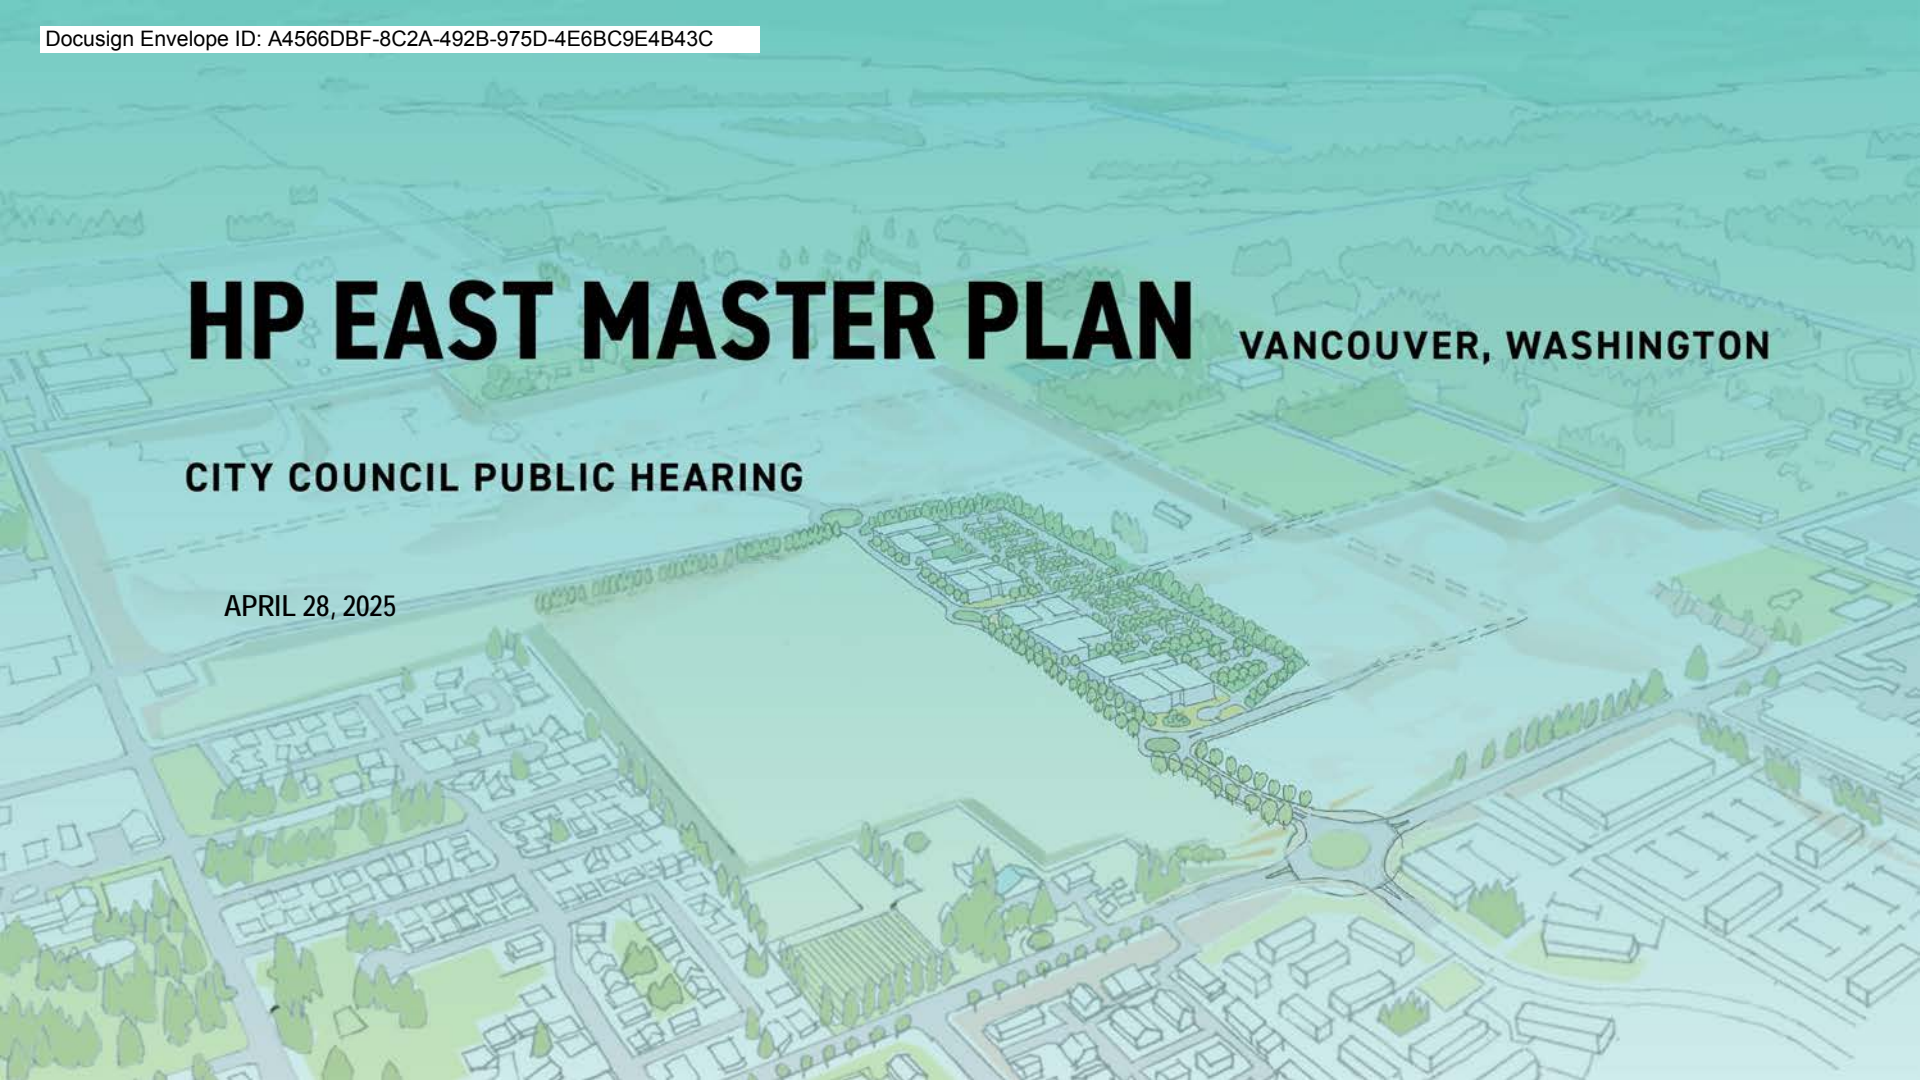 Docusign Envelope ID: A4566DBF-8C2A-492B-975D-4E6BC9E4B43C
HP EAST MASTER PLAN VANCOUVER, WASHINGTON
CITY COUNCIL PUBLIC HEARING
APRIL 28, 2025